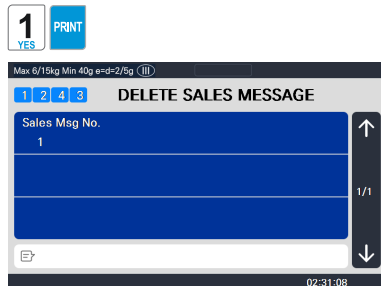 1
YES
PRINT
Max 6/15kg Min 40g e=d=2/5g III
1 2 4 3 DELETE SALES MESSAGE
Sales Msg No.
1
1/1
02:31:08